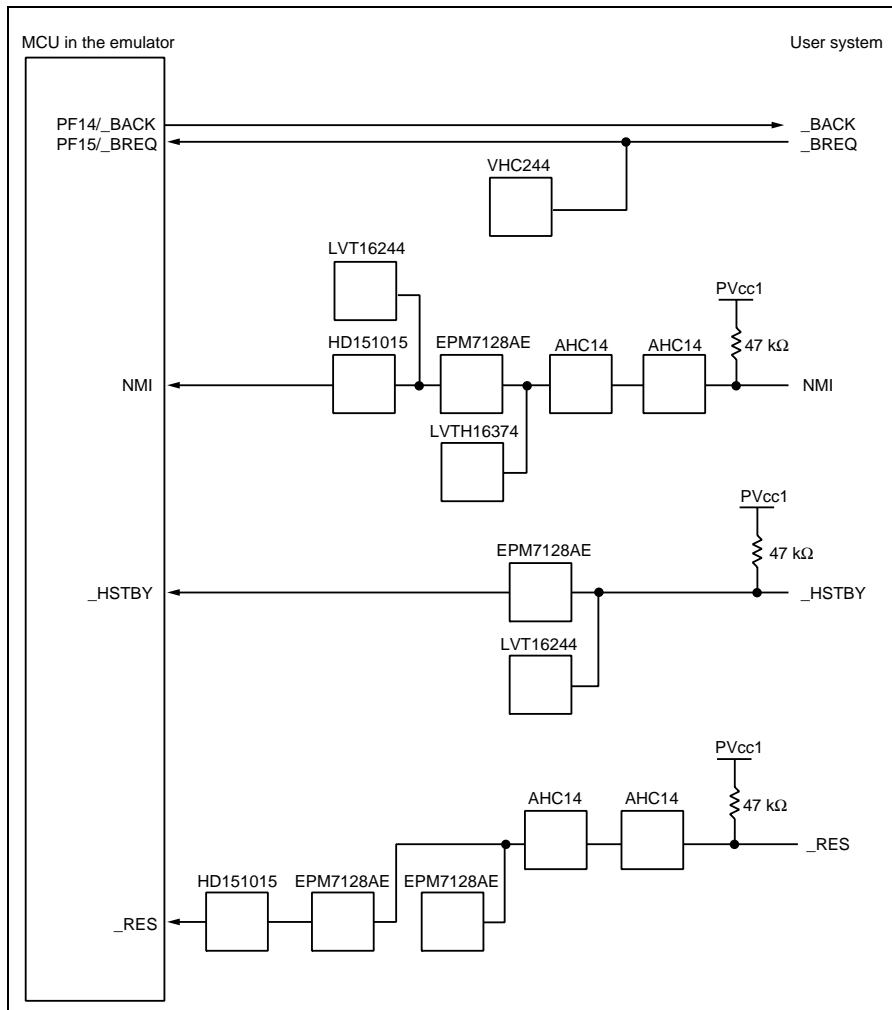 MCU in the emulator
User system
PF14/_BACK
_BACK
PF15/_BREQ
_BREQ
VHC244
LVT16244
PVcc1
HD151015
EPM7128AE
AHC14
AHC14
47 kΩ
NMI
NMI
LVTH16374
PVcc1
EPM7128AE
47 kΩ
_HSTBY
_HSTBY
LVT16244
PVcc1
AHC14
AHC14
47 kΩ
_RES
HD151015
EPM7128AE
EPM7128AE
_RES